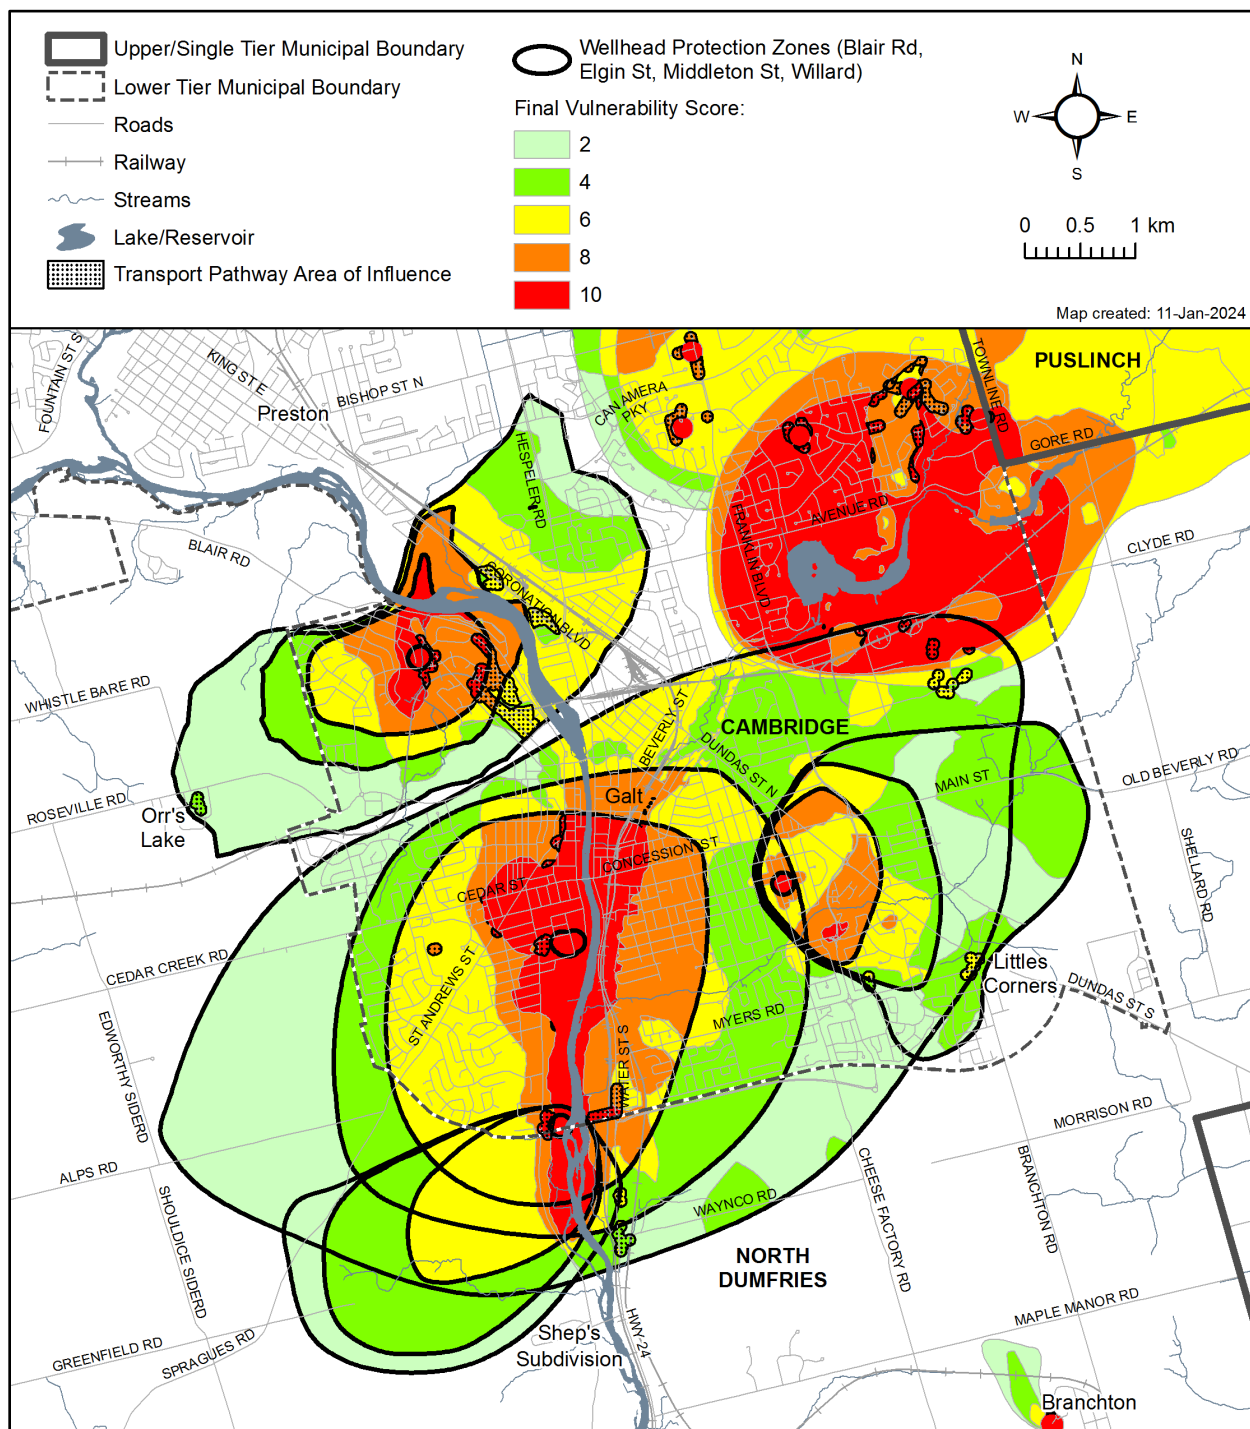 Upper/Single Tier Municipal Boundary
Lower Tier Municipal Boundary
Roads
Railway
Streams
Lake/Reservoir
Transport Pathway Area of Influence
Wellhead Protection Zones (Blair Rd,
Elgin St, Middleton St, Willard)
Final Vulnerability Score:
2
4
6
8
10
N
W
E
S
0 0.5 1 km
Map created: 11-Jan-2024
FOUNTAIN ST S
KING ST E
Preston
BISHOP ST N
HESPELER RD
CAN AMERA
PKY
TOWNLINE RD
PUSLINCH
GORE RD
AVENUE RD
FRANKLIN BLVD
CLYDE RD
BLAIR RD
CORONATION BLVD
WHISTLE BARE RD
BEVERLY ST
CAMBRIDGE
DUNDAS ST N
MAIN ST
OLD BEVERLY RD
ROSEVILLE RD
Orr's
Lake
Galt
CONCESSION ST
CEDAR ST
SHELLARD RD
CEDAR CREEK RD
ST ANDREWS ST
Littles
Corners
DUNDAS ST S
MYERS RD
WATER ST S
EDWORTHY SIDERD
MORRISON RD
ALPS RD
SHOULDICE SIDERD
CHEESE FACTORY RD
BRANCHTON RD
WAYNCO RD
NORTH
DUMFRIES
MAPLE MANOR RD
HWY-24
Shep's
Subdivision
GREENFIELD RD
SPRAGUES RD
Branchton